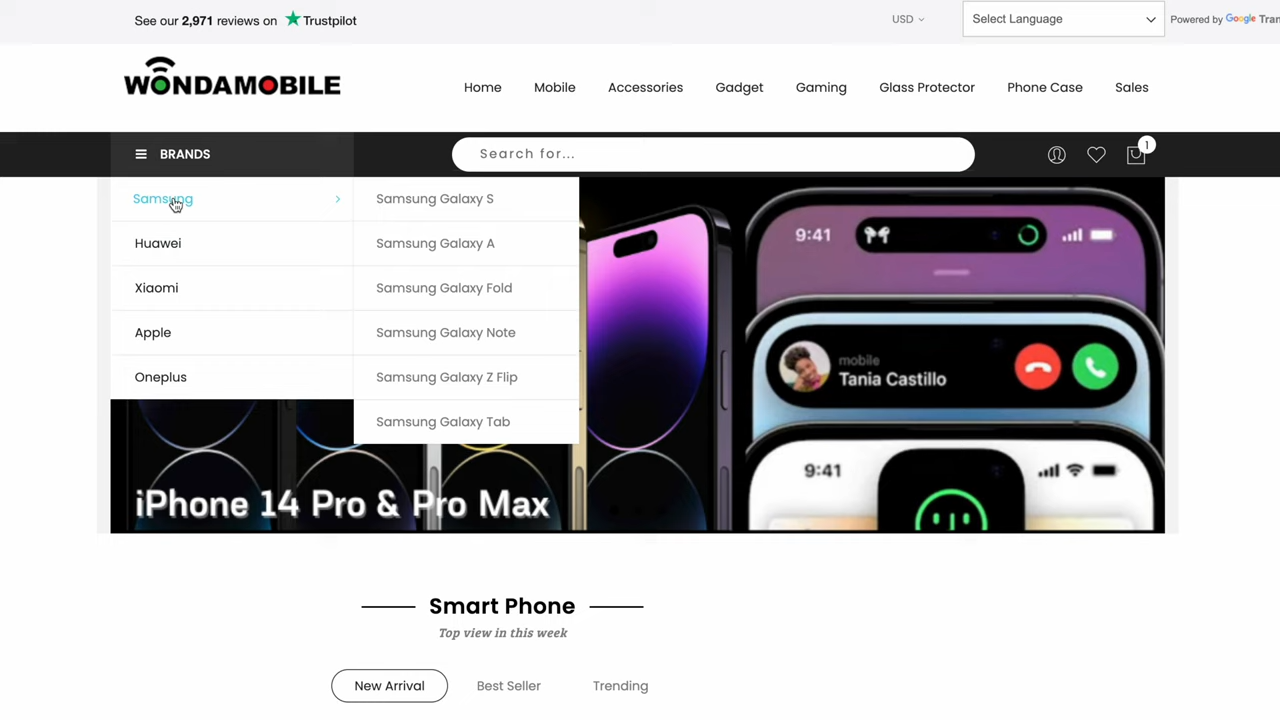 See our 2,971 reviews on Trustpilot
USD
Select Language
Powered by Google Tran
WONDAMOBILE
Home
Mobile
Accessories
Gadget
Gaming
Glass Protector
Phone Case
Sales
BRANDS
Search for...
1
Samsung
Huawei
Xiaomi
Apple
Oneplus
Samsung Galaxy S
Samsung Galaxy A
Samsung Galaxy Fold
Samsung Galaxy Note
Samsung Galaxy Z Flip
Samsung Galaxy Tab
9:41
mobile
Tania Castillo
9:41
iPhone 14 Pro & Pro Max
Smart Phone
Top view in this week
New Arrival
Best Seller
Trending